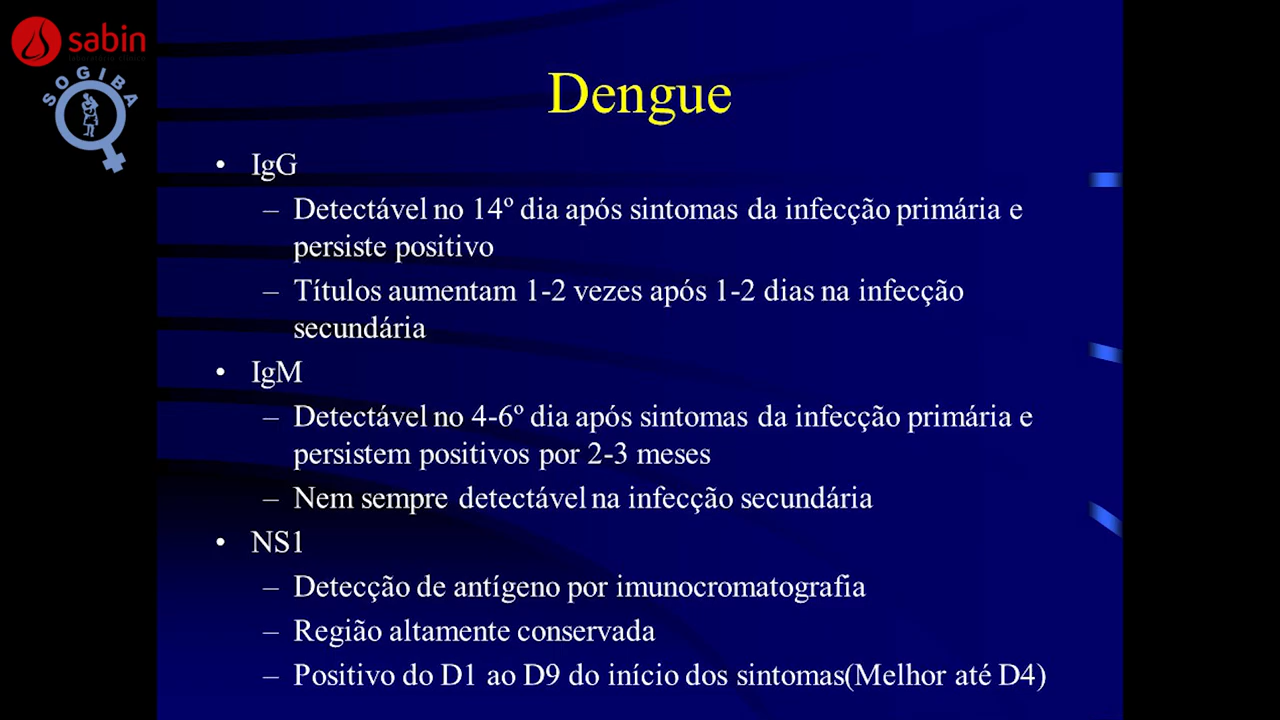 sabin
SOGIBA
Dengue
• IgG
– Detectável no 14º dia após sintomas da infecção primária e
persiste positivo
– Títulos aumentam 1-2 vezes após 1-2 dias na infecção
secundária
• IgM
– Detectável no 4-6º dia após sintomas da infecção primária e
persistem positivos por 2-3 meses
– Nem sempre detectável na infecção secundária
• NS1
– Detecção de antígeno por imunocromatografia
– Região altamente conservada
– Positivo do D1 ao D9 do início dos sintomas(Melhor até D4)